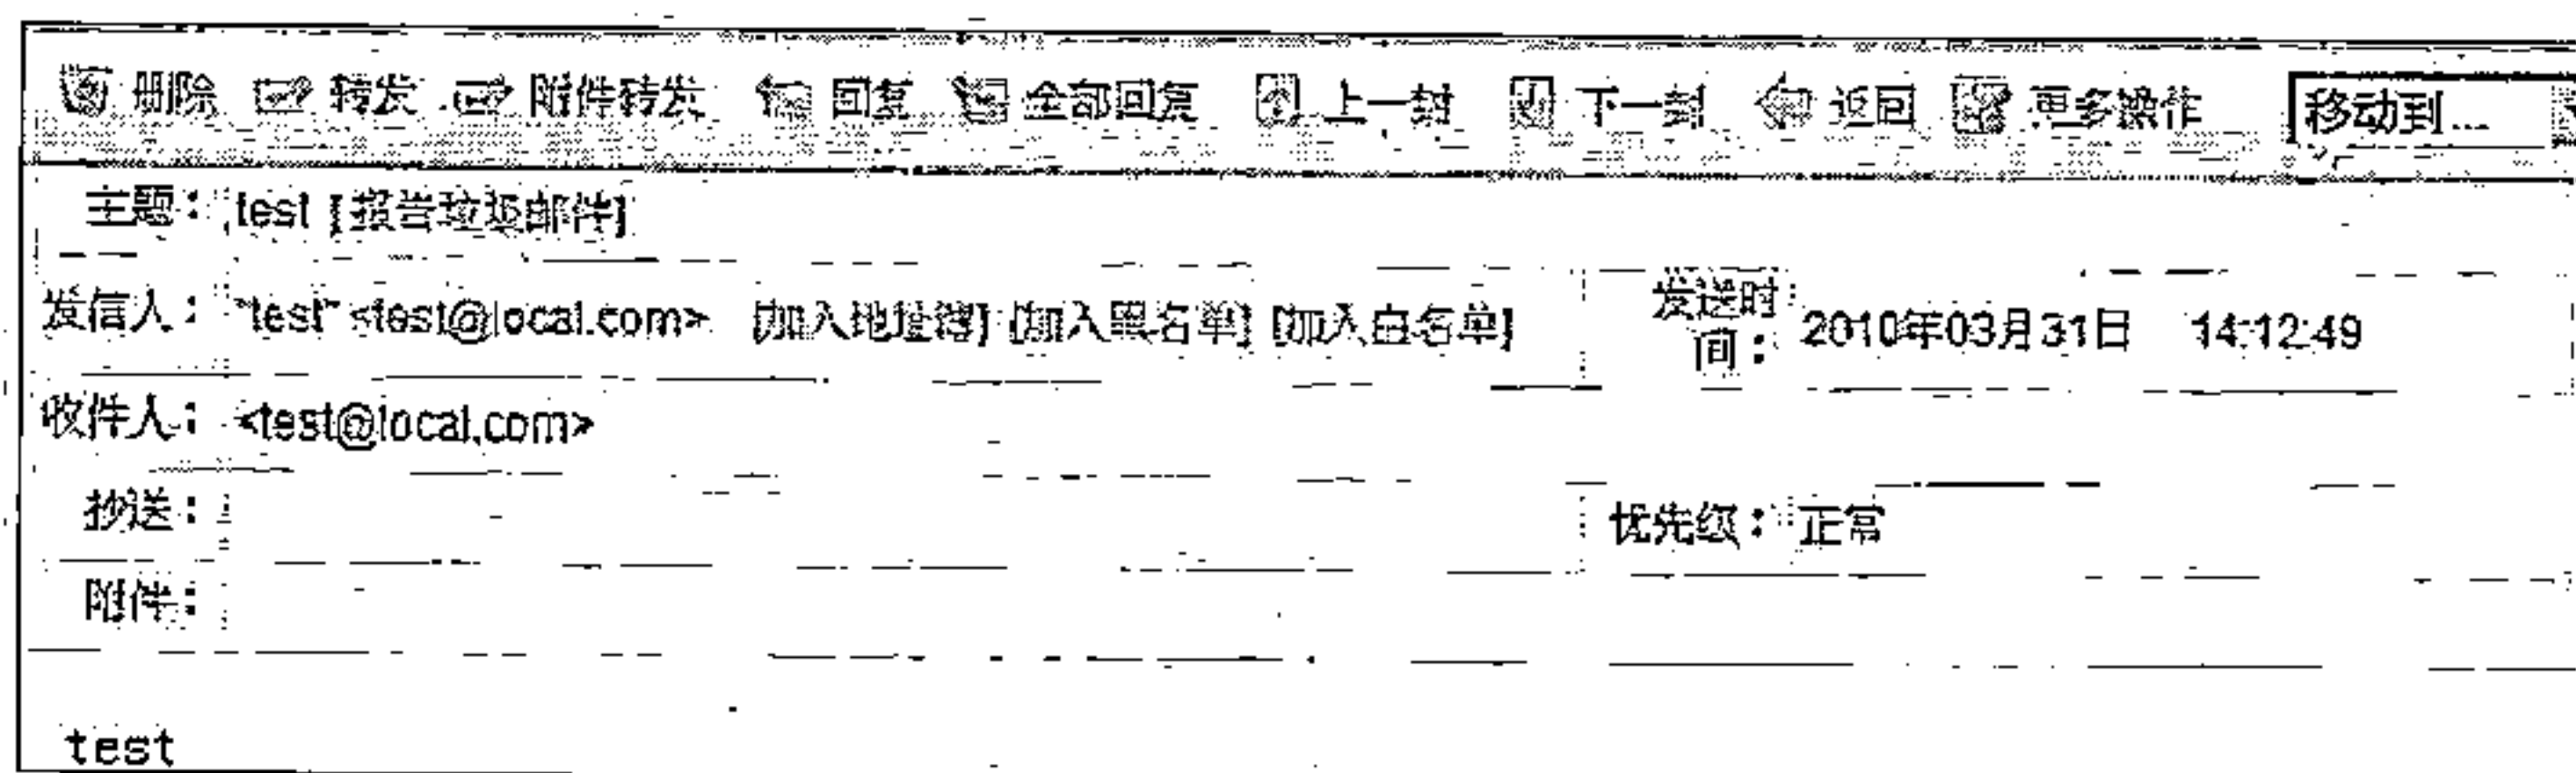 删除 转发 附件转发 回复 全部回复 上一封 下一封 返回 更多操作 移动到...
主题： test [报告垃圾邮件]
发信人： "test" <test@local.com> [加入地址簿] [加入黑名单] [加入白名单] 发送时间： 2010年03月31日 14:12:49
收件人： <test@local.com>
抄送： 优先级： 正常
附件：
test